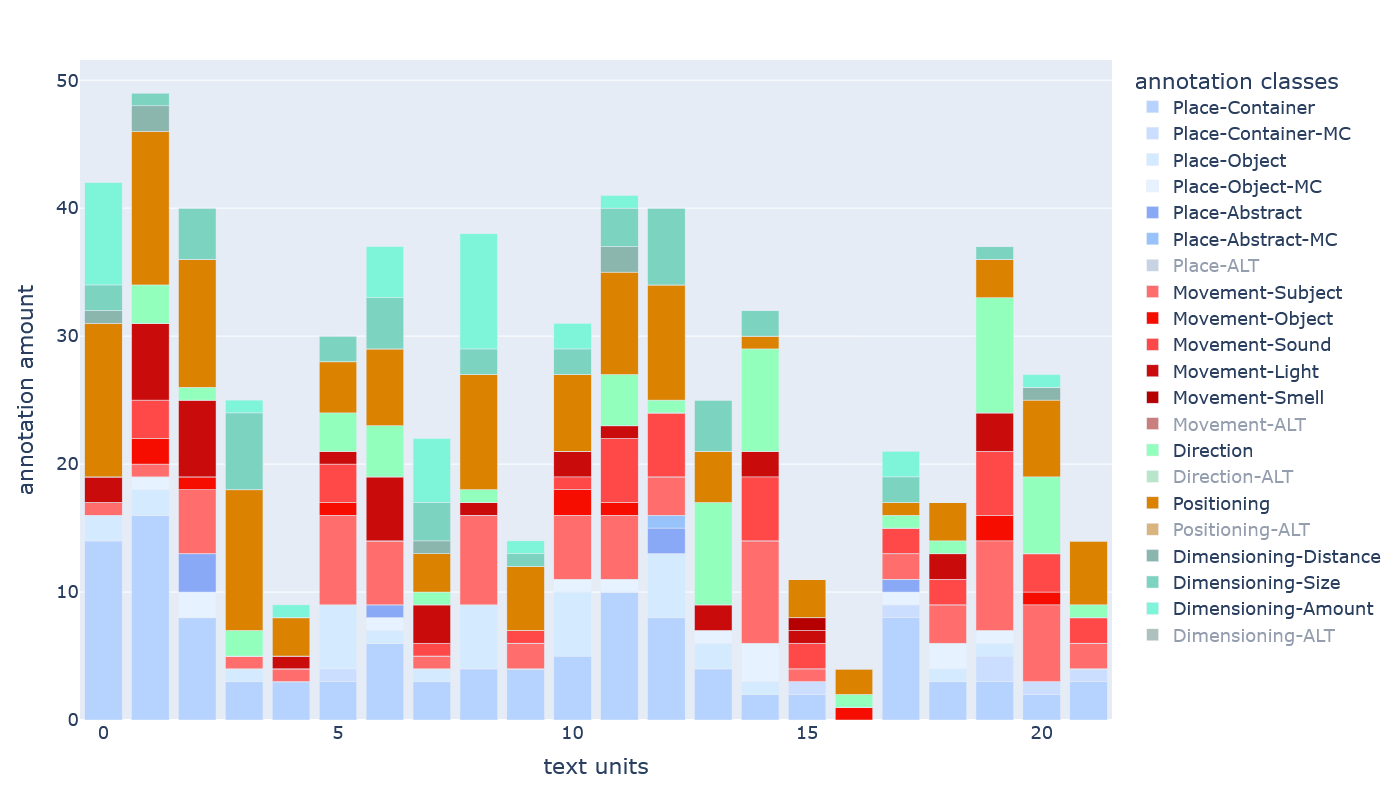 annotation amount
50
40
30
20
10
0
0
5
10
15
20
text units
annotation classes
Place-Container
Place-Container-MC
Place-Object
Place-Object-MC
Place-Abstract
Place-Abstract-MC
Place-ALT
Movement-Subject
Movement-Object
Movement-Sound
Movement-Light
Movement-Smell
Movement-ALT
Direction
Direction-ALT
Positioning
Positioning-ALT
Dimensioning-Distance
Dimensioning-Size
Dimensioning-Amount
Dimensioning-ALT